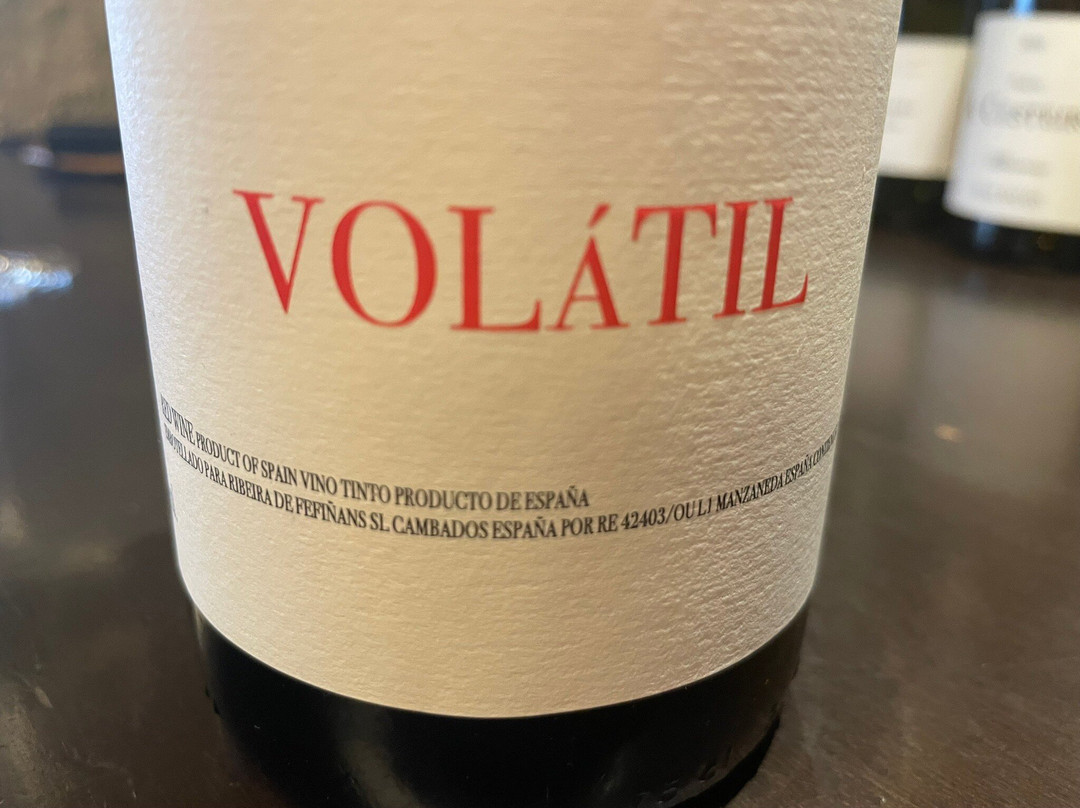 VOLÁTIL
RED WINE PRODUCT OF SPAIN VINO TINTO PRODUCTO DE ESPAÑA
EMBOTELLADO PARA RIBEIRA DE FEFIÑANS SL CAMBADOS ESPAÑA POR RE 42403/OU L1 MANZANEDA ESPAÑA